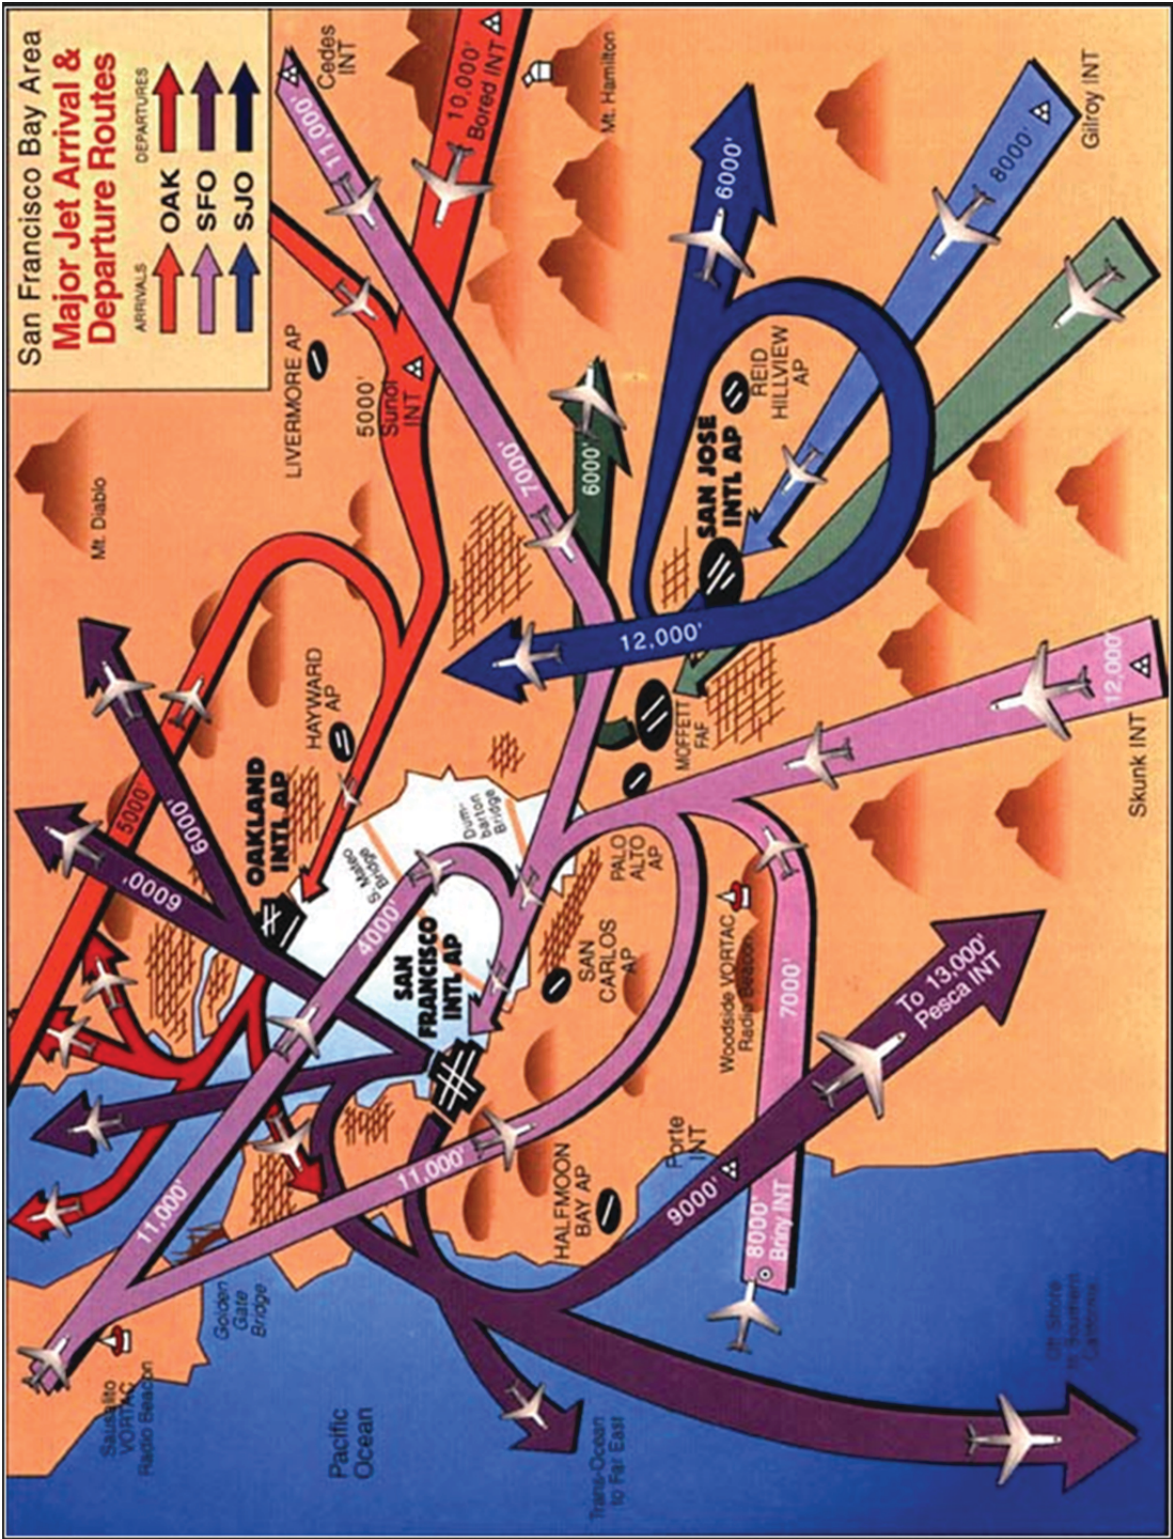 San Francisco Bay Area
Major Jet Arrival &
Departure Routes
ARRIVALS
DEPARTURES
OAK
SFO
SJO
Cedes
INT
11,000'
10,000'
Bored INT
Mt. Hamilton
Gilroy INT
8000'
6000'
LIVERMORE AP
5000'
Sunol
INT
7000'
6000'
REID
HILLVIEW
AP
SAN JOSE
INTL AP
12,000'
Mt. Diablo
HAYWARD
AP
OAKLAND
INTL AP
5000'
6000'
6000'
S. Mateo
Bridge
Dum-
barton
Bridge
4000'
MOFFETT
FAF
PALO
ALTO
AP
12,000'
Skunk INT
SAN
FRANCISCO
INTL AP
SAN
CARLOS
AP
Woodside VORTAC
Radio Beacon
7000'
To 13,000'
Pesca INT
11,000'
11,000'
HALFMOON
BAY AP
Porte
INT
9000'
8000'
Briny INT
Golden
Gate
Bridge
Sausalito
VORTAC
Radio Beacon
Pacific
Ocean
Trans-Ocean
to Far East
Off Shore
to Southern
California